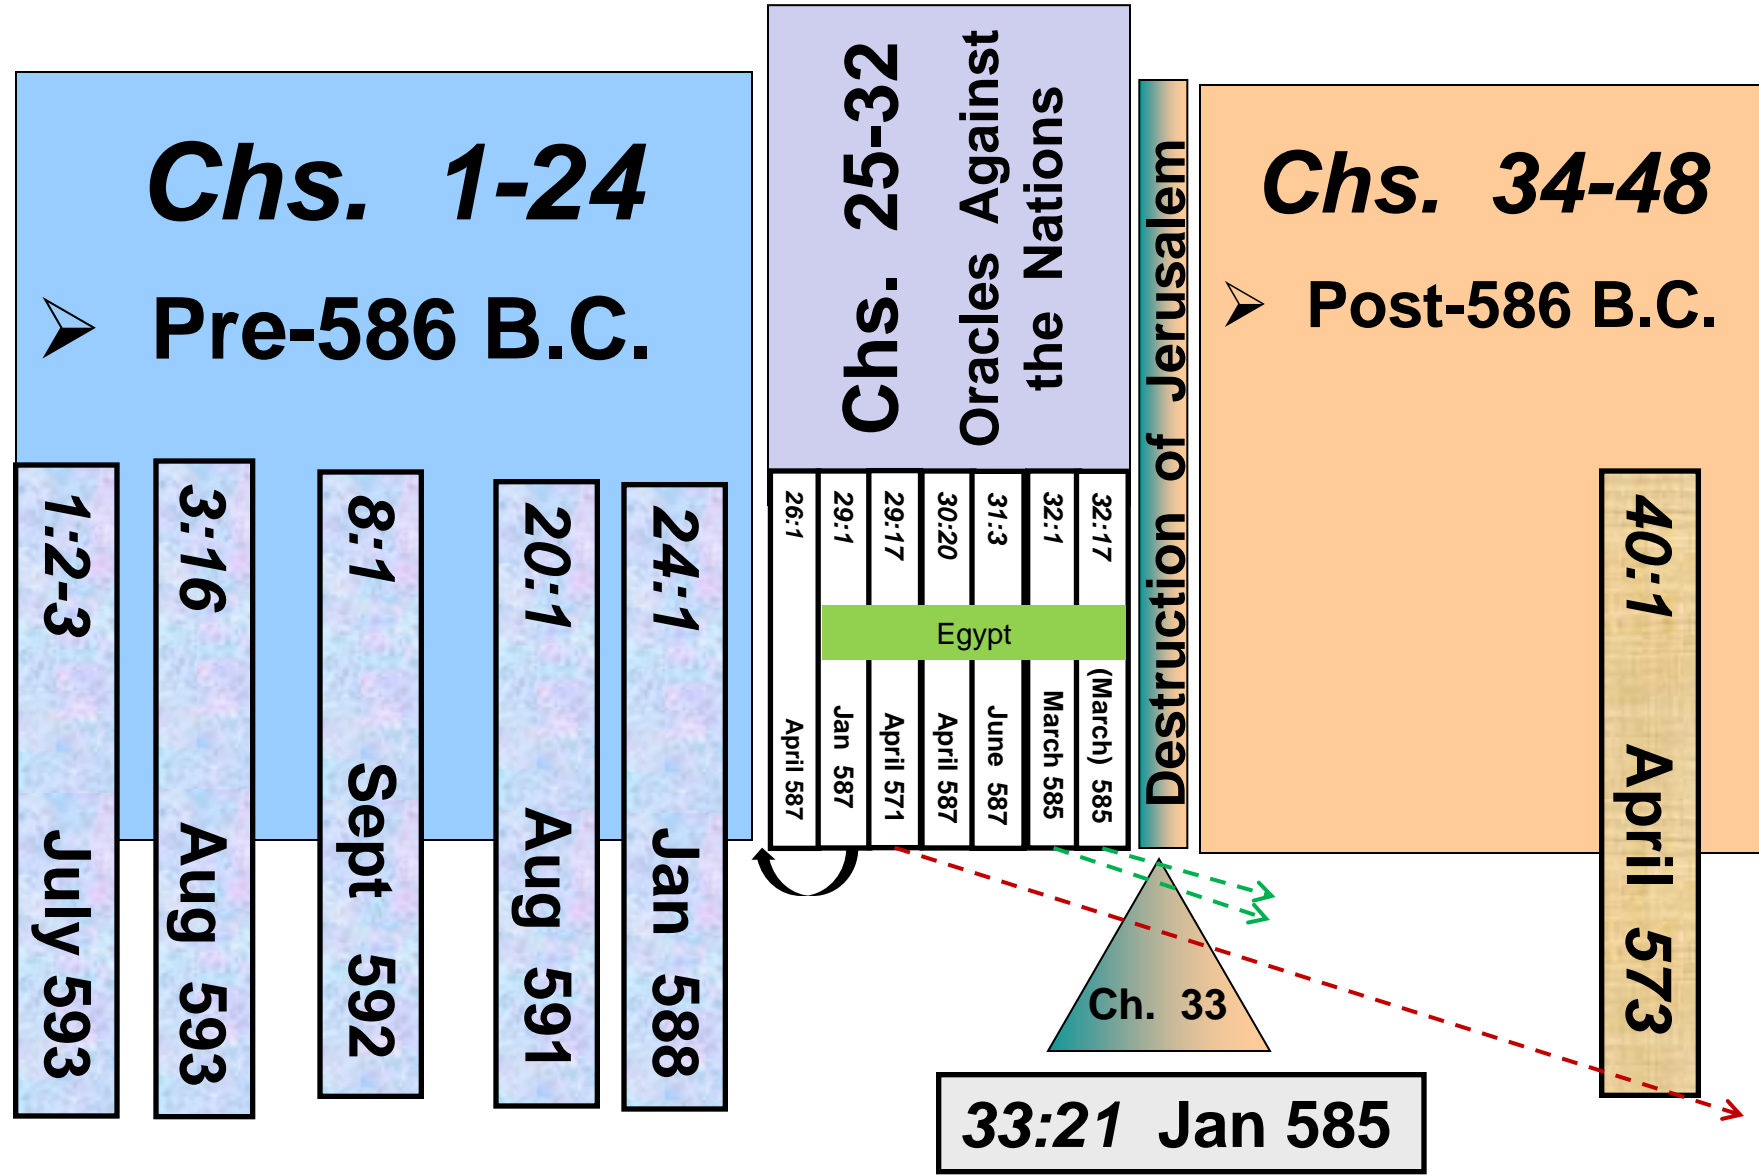 Chs. 1-24
➢ Pre-586 B.C.
1:2-3 July 593
3:16 Aug 593
8:1 Sept 592
20:1 Aug 591
24:1 Jan 588
Chs. 25-32
Oracles Against
the Nations
26:1 April 587
29:1 Jan 587
29:17 April 571
30:20 April 587
31:3 June 587
32:1 March 585
32:17 (March) 585
Egypt
Destruction of Jerusalem
Chs. 34-48
➢ Post-586 B.C.
40:1 April 573
Ch. 33
33:21 Jan 585